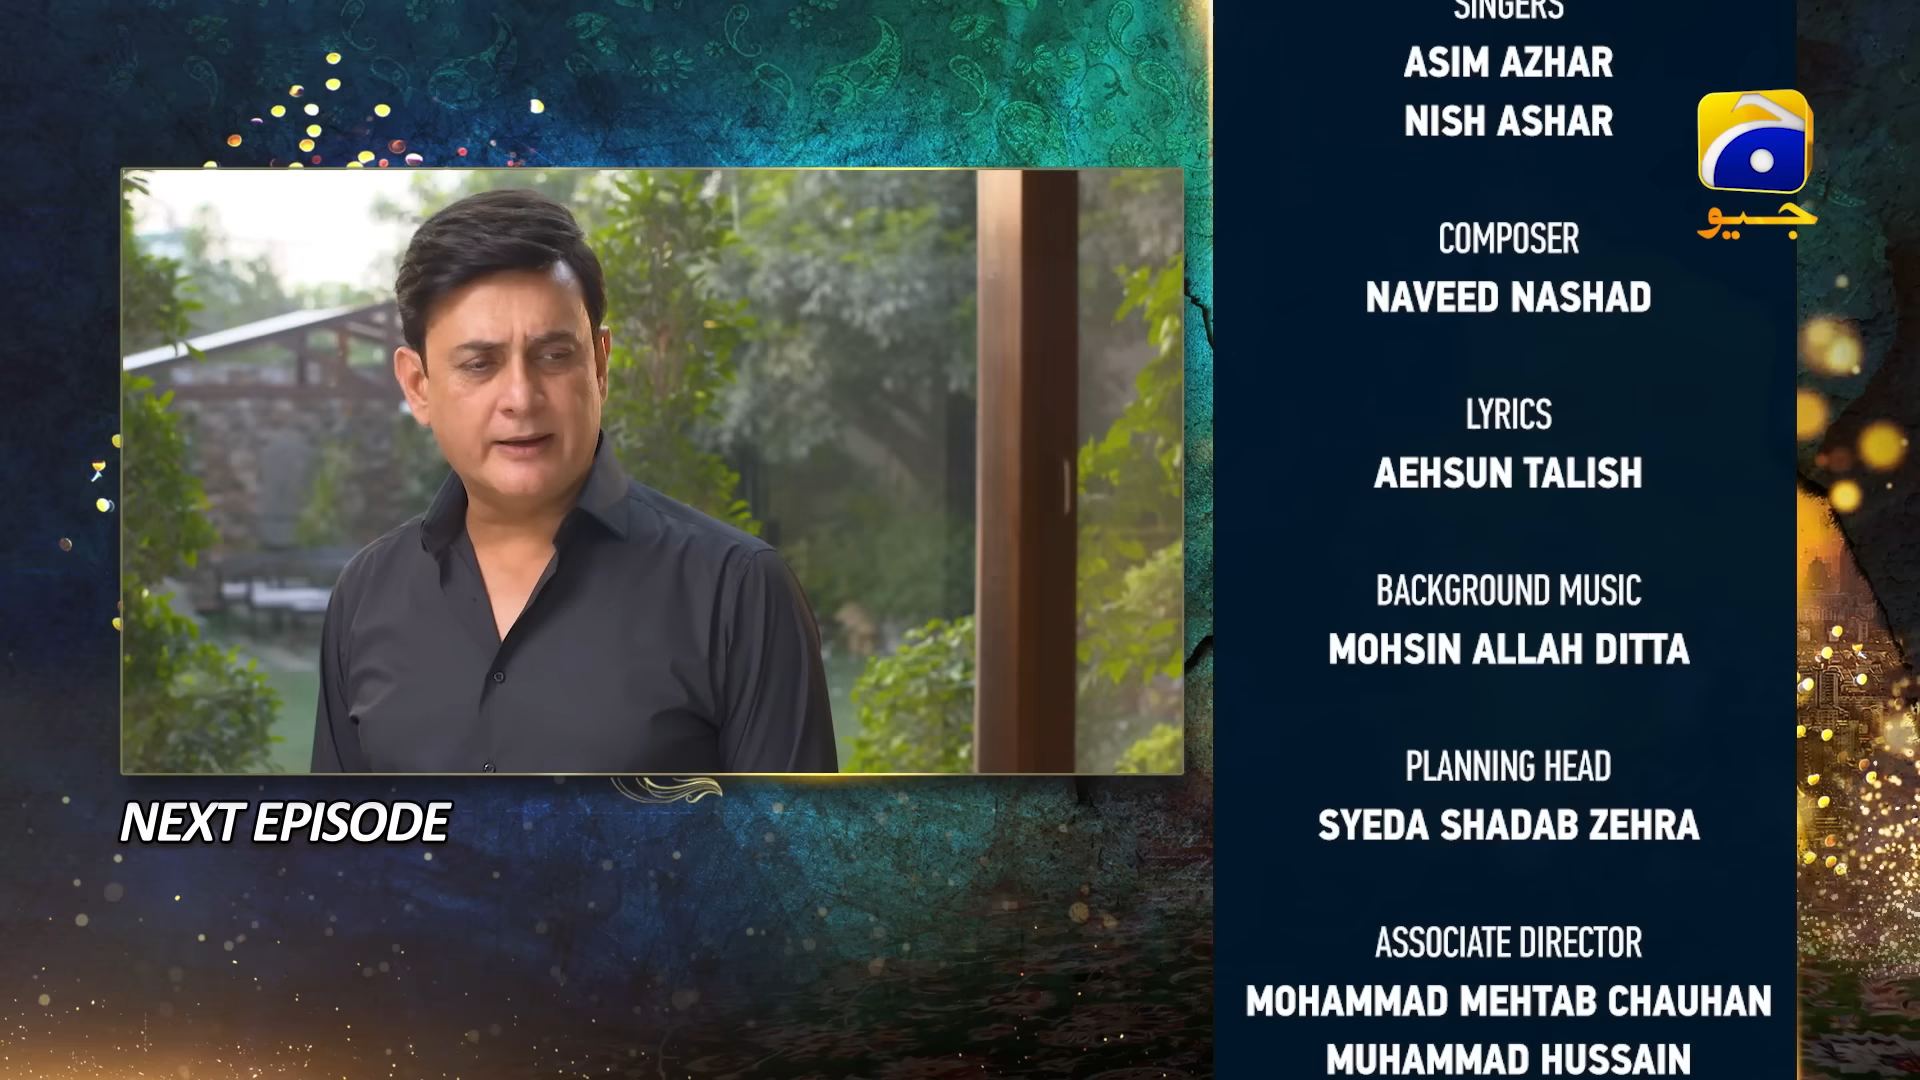 SINGERS
ASIM AZHAR
NISH ASHAR
COMPOSER
NAVEED NASHAD
LYRICS
AEHSUN TALISH
BACKGROUND MUSIC
MOHSIN ALLAH DITTA
PLANNING HEAD
SYEDA SHADAB ZEHRA
ASSOCIATE DIRECTOR
MOHAMMAD MEHTAB CHAUHAN
MUHAMMAD HUSSAIN
جیو
NEXT EPISODE